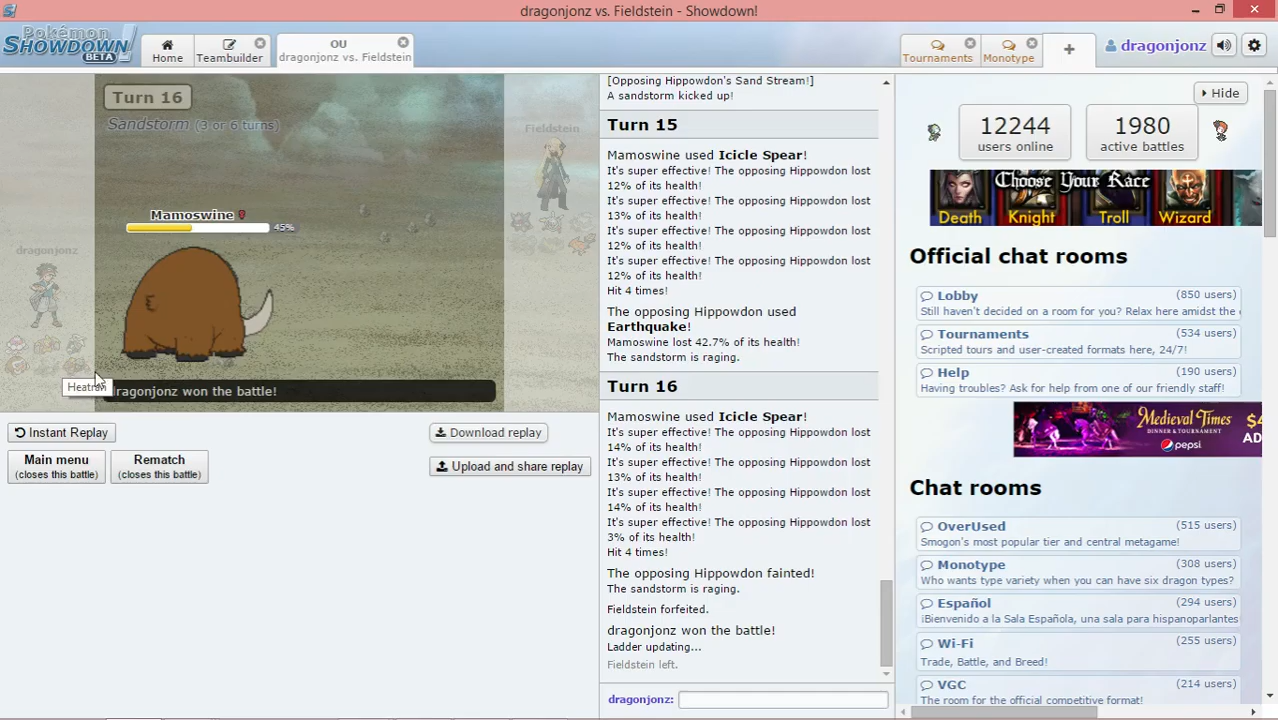 dragonjonz vs. Fieldstein - Showdown!
Pokémon
Showdown
BETA
Home
Teambuilder
OU
dragonjonz vs. Fieldstein
Tournaments
Monotype
+
dragonjonz
Turn 16
Sandstorm (3 or 6 turns)
Fieldstein
Mamoswine
45%
dragonjonz
Heatran
dragonjonz won the battle!
Instant Replay
Download replay
Main menu
(closes this battle)
Rematch
(closes this battle)
Upload and share replay
[Opposing Hippowdon's Sand Stream!]
A sandstorm kicked up!
Turn 15
Mamoswine used Icicle Spear!
It's super effective! The opposing Hippowdon lost
12% of its health!
It's super effective! The opposing Hippowdon lost
13% of its health!
It's super effective! The opposing Hippowdon lost
12% of its health!
It's super effective! The opposing Hippowdon lost
12% of its health!
Hit 4 times!
The opposing Hippowdon used
Earthquake!
Mamoswine lost 42.7% of its health!
The sandstorm is raging.
Turn 16
Mamoswine used Icicle Spear!
It's super effective! The opposing Hippowdon lost
14% of its health!
It's super effective! The opposing Hippowdon lost
13% of its health!
It's super effective! The opposing Hippowdon lost
14% of its health!
It's super effective! The opposing Hippowdon lost
3% of its health!
Hit 4 times!
The opposing Hippowdon fainted!
The sandstorm is raging.
Fieldstein forfeited.
dragonjonz won the battle!
Ladder updating...
Fieldstein left.
dragonjonz:
Hide
12244
users online
1980
active battles
Choose Your Race
Death
Knight
Troll
Wizard
Official chat rooms
Lobby
(850 users)
Still haven't decided on a room for you? Relax here amidst the
Tournaments
(534 users)
Scripted tours and user-created formats here, 24/7!
Help
(190 users)
Having troubles? Ask for help from one of our friendly staff!
Medieval Times
DINNER & TOURNAMENT
pepsi
$4
AD
Chat rooms
OverUsed
(515 users)
Smogon's most popular tier and central metagame!
Monotype
(308 users)
Who wants type variety when you can have six dragon types?
Español
(294 users)
¡Bienvenido a la Sala Española, una sala para hispanoparlantes
Wi-Fi
(255 users)
Trade, Battle, and Breed!
VGC
(214 users)
The room for the official competitive format!